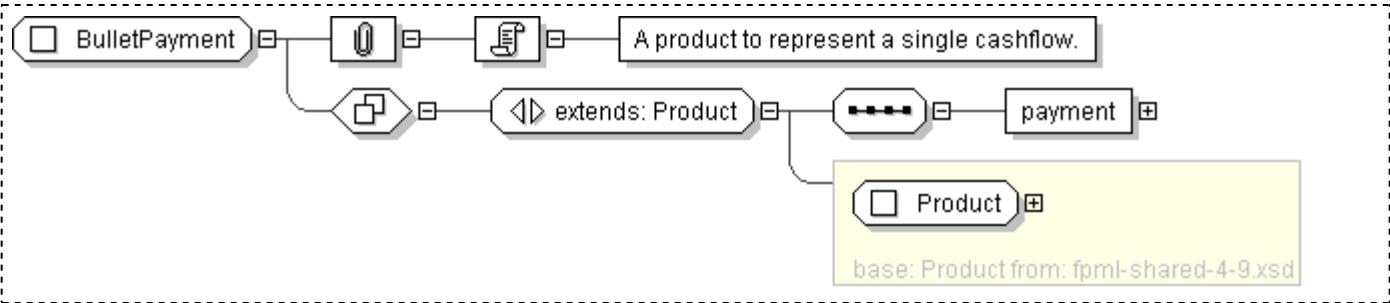 BulletPayment
A product to represent a single cashflow.
extends: Product
payment
Product
base: Product from: fpml-shared-4-9.xsd